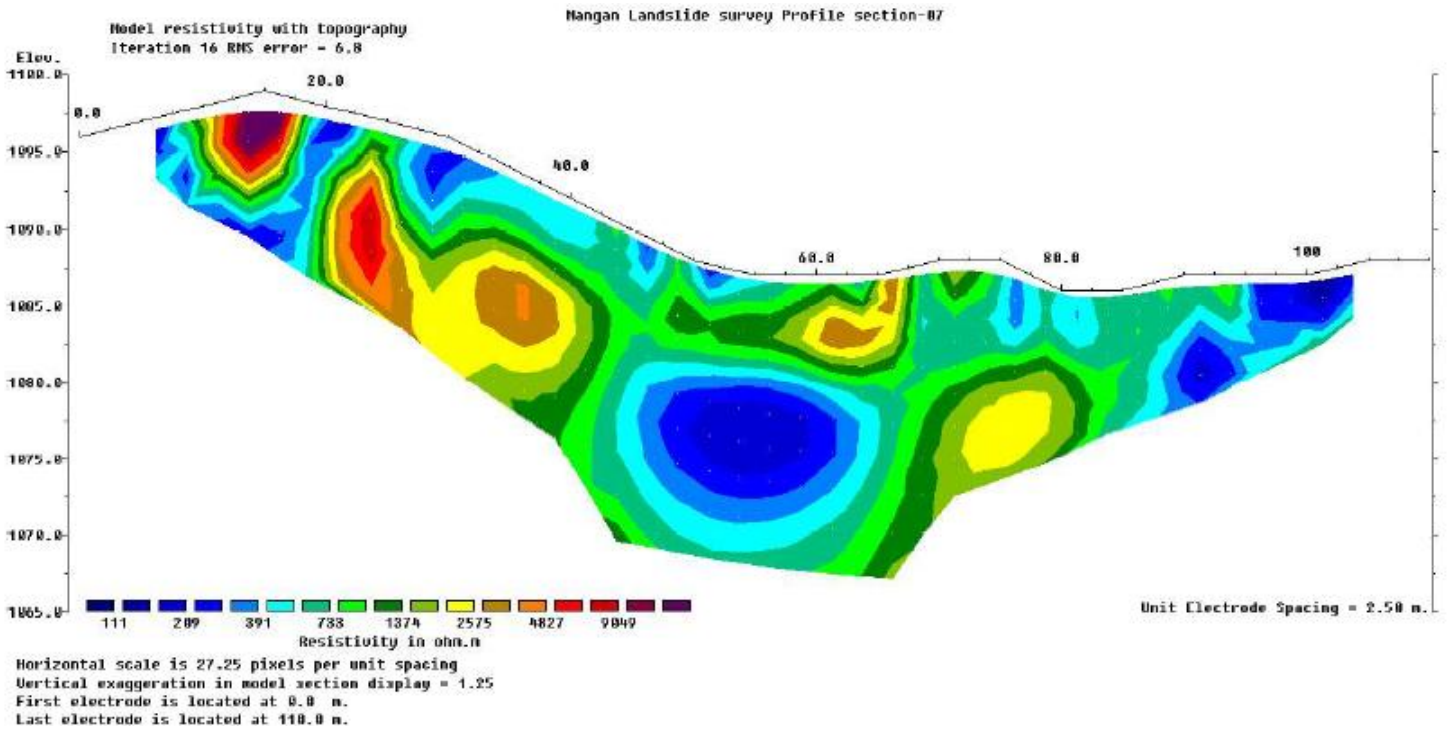 Mangan Landslide survey Profile section-07
Model resistivity with topography
Iteration 16 RMS error = 6.8
Elev.
1100.0
20.0
0.0
1095.0
40.0
1090.0
60.0
80.0
100
1085.0
1080.0
1075.0
1070.0
1065.0
Unit Electrode Spacing = 2.50 m.
111 209 391 733 1374 2575 4827 9049
Resistivity in ohm.m
Horizontal scale is 27.25 pixels per unit spacing
Vertical exaggeration in model section display = 1.25
First electrode is located at 0.0 m.
Last electrode is located at 110.0 m.